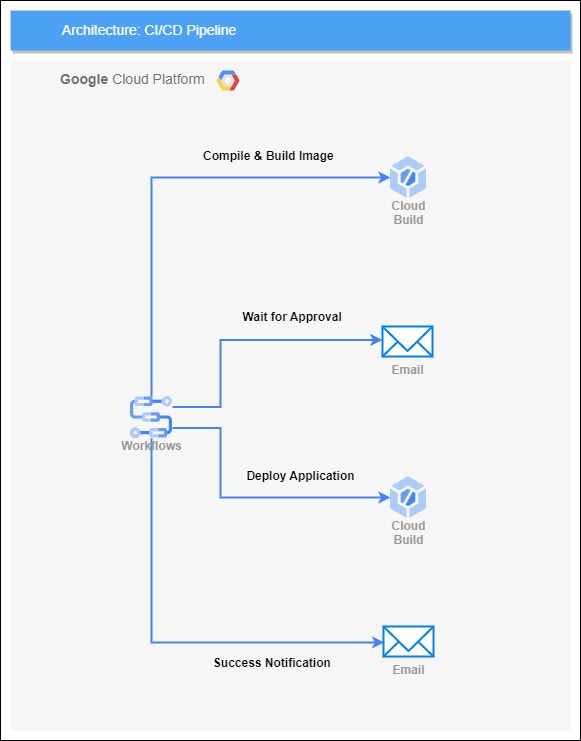 Architecture: CI/CD Pipeline
Google Cloud Platform
Compile & Build Image
Cloud
Build
Wait for Approval
Email
Workflows
Deploy Application
Cloud
Build
Success Notification
Email